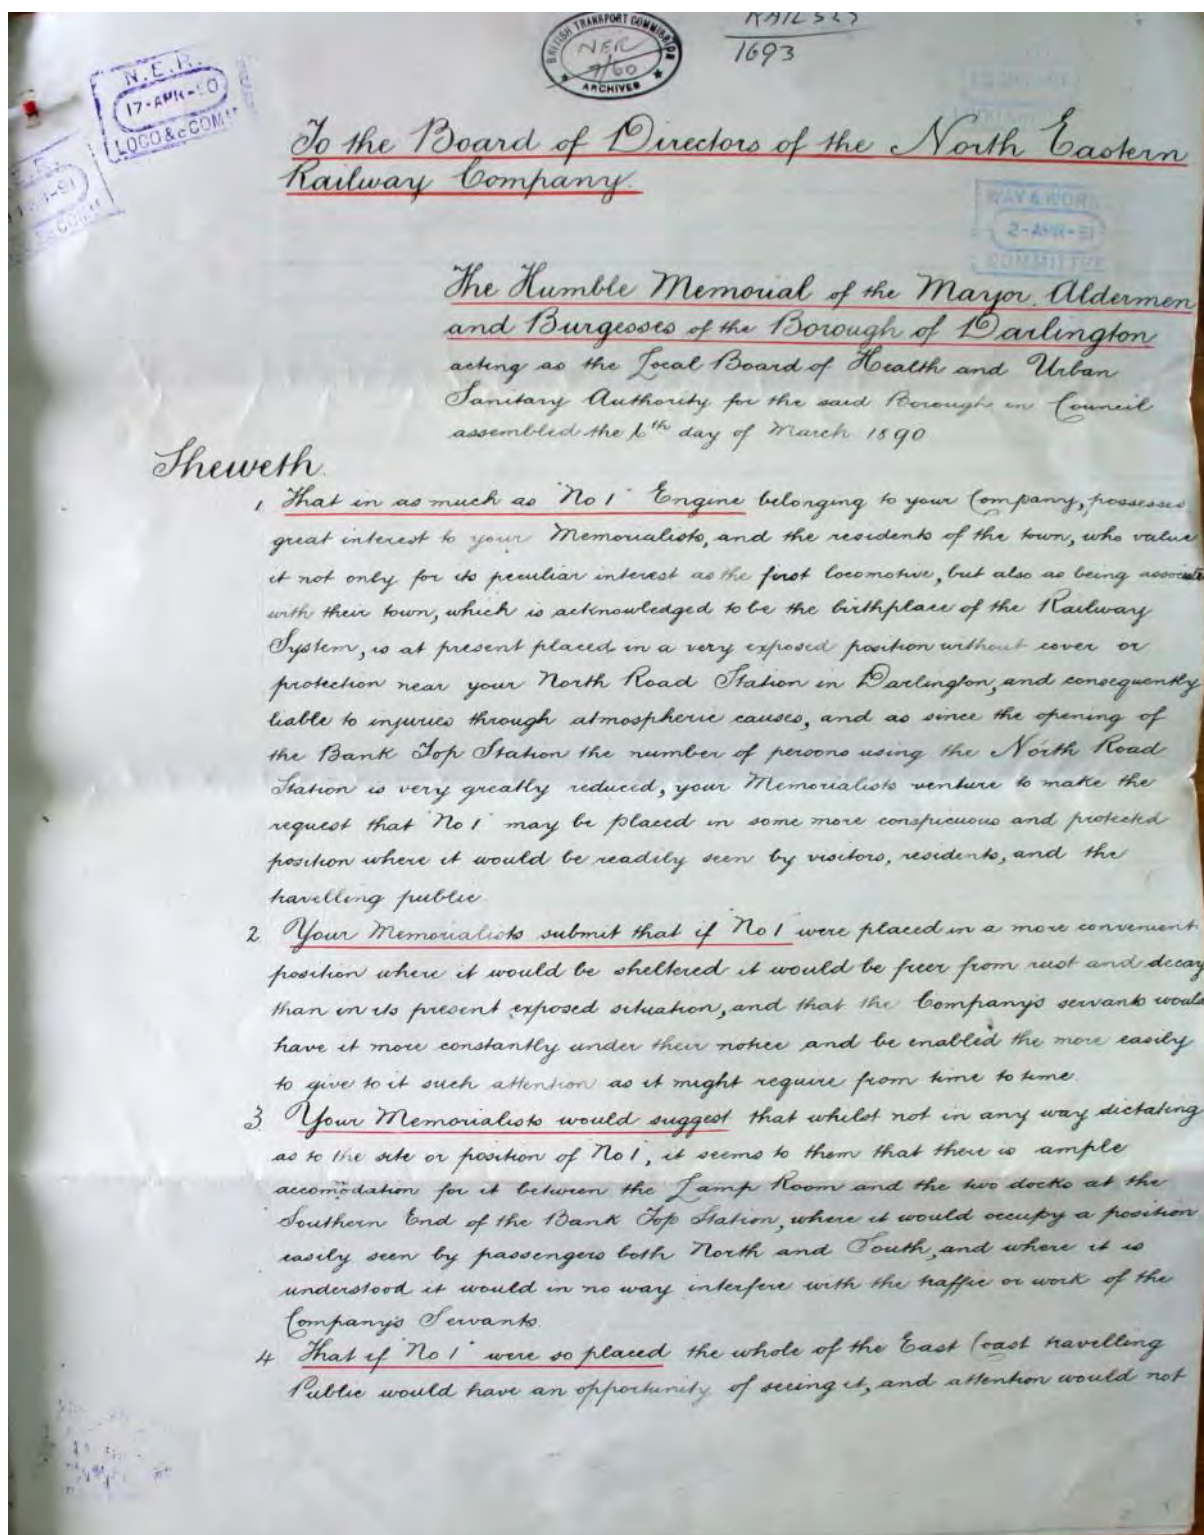 BRITISH TRANSPORT COMMISSION
NER
7/60
ARCHIVES
RAIL 527
1693
N.E.R.
17-APR-90
LOCO &c COMM
WAY & WORKS
2-APR-91
COMMITTEE
To the Board of Directors of the North Eastern
Railway Company.
The Humble Memorial of the Mayor Aldermen
and Burgesses of the Borough of Darlington
acting as the Local Board of Health and Urban
Sanitary Authority for the said Borough in Council
assembled the 6th day of March 1890
Sheweth.
1 That in as much as "No 1" Engine belonging to your Company, possesses
great interest to your Memorialists, and the residents of the town, who value
it not only for its peculiar interest as the first locomotive, but also as being associate
with their town, which is acknowledged to be the birthplace of the Railway
System, is at present placed in a very exposed position without cover or
protection near your North Road Station in Darlington, and consequently
liable to injuries through atmospheric causes, and as since the opening of
the Bank Top Station the number of persons using the North Road
Station is very greatly reduced, your Memorialists venture to make the
request that "No 1" may be placed in some more conspicuous and protected
position where it would be readily seen by visitors, residents, and the
travelling public.
2. Your Memorialists submit that if "No 1" were placed in a more convenient
position where it would be sheltered it would be freer from rust and decay
than in its present exposed situation, and that the Company's servants would
have it more constantly under their notice and be enabled the more easily
to give to it such attention as it might require from time to time.
3. Your Memorialists would suggest that whilst not in any way dictating
as to the site or position of No 1, it seems to them that there is ample
accomodation for it between the Lamp Room and the two docks at the
Southern End of the Bank Top Station, where it would occupy a position
easily seen by passengers both North and South, and where it is
understood it would in no way interfere with the traffic or work of the
Company's Servants.
4 That if "No 1" were so placed the whole of the East Coast travelling
Public would have an opportunity of seeing it, and attention would not